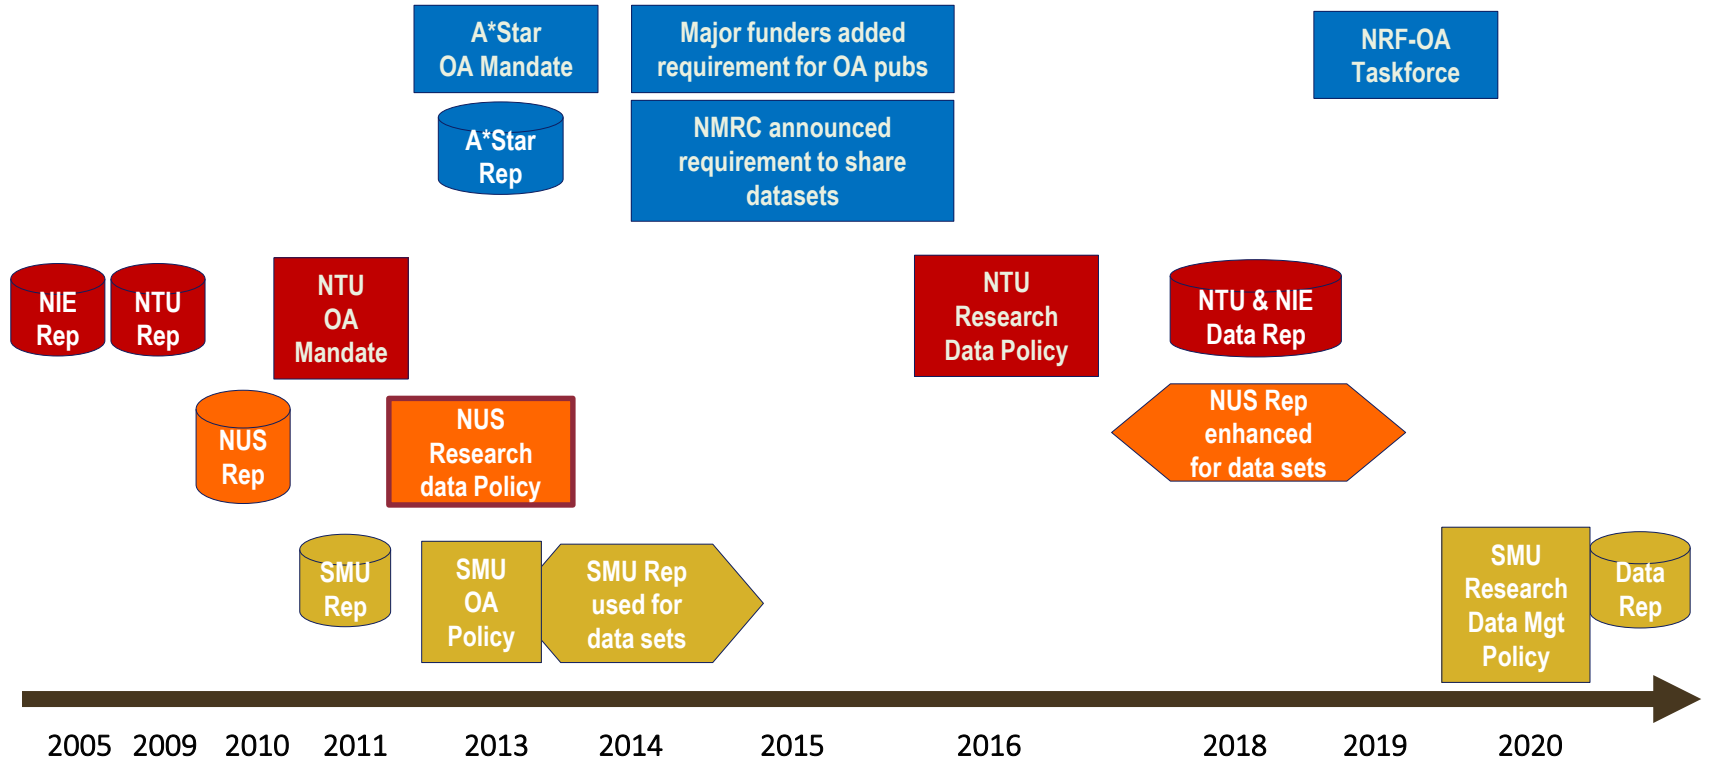 A*Star
OA Mandate
Major funders added
requirement for OA pubs
NRF-OA
Taskforce
A*Star
Rep
NMRC announced
requirement to share
datasets
NIE
Rep
NTU
Rep
NTU
OA
Mandate
NTU
Research
Data Policy
NTU & NIE
Data Rep
NUS
Rep
NUS
Research
data Policy
NUS Rep
enhanced
for data sets
SMU
Rep
SMU
OA
Policy
SMU Rep
used for
data sets
SMU
Research
Data Mgt
Policy
Data
Rep
2005 2009 2010 2011 2013 2014 2015 2016 2018 2019 2020